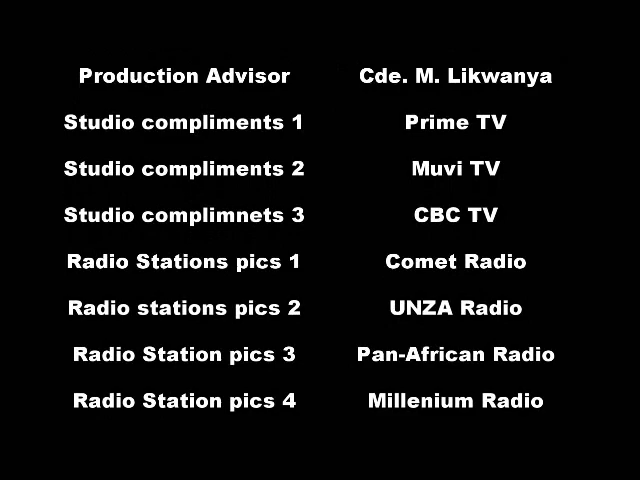 Production Advisor Cde. M. Likwanya
Studio compliments 1 Prime TV
Studio compliments 2 Muvi TV
Studio complimnets 3 CBC TV
Radio Stations pics 1 Comet Radio
Radio stations pics 2 UNZA Radio
Radio Station pics 3 Pan-African Radio
Radio Station pics 4 Millenium Radio